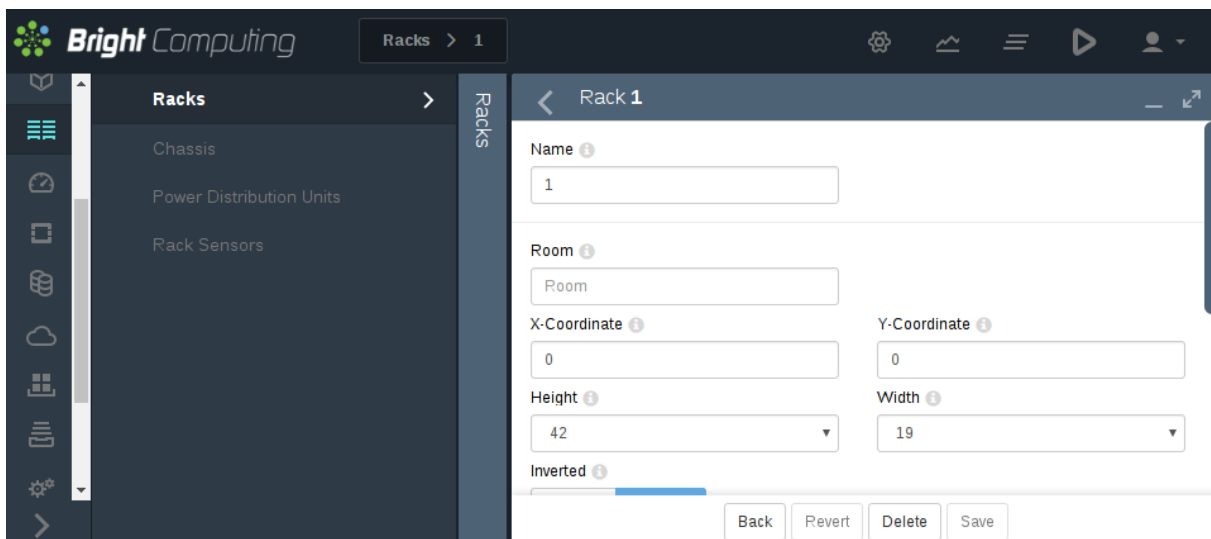 Bright Computing
Racks > 1
Racks
Chassis
Power Distribution Units
Rack Sensors
Racks
Rack 1
Name
1
Room
Room
X-Coordinate
Y-Coordinate
0
0
Height
Width
42
19
Inverted
Back
Revert
Delete
Save